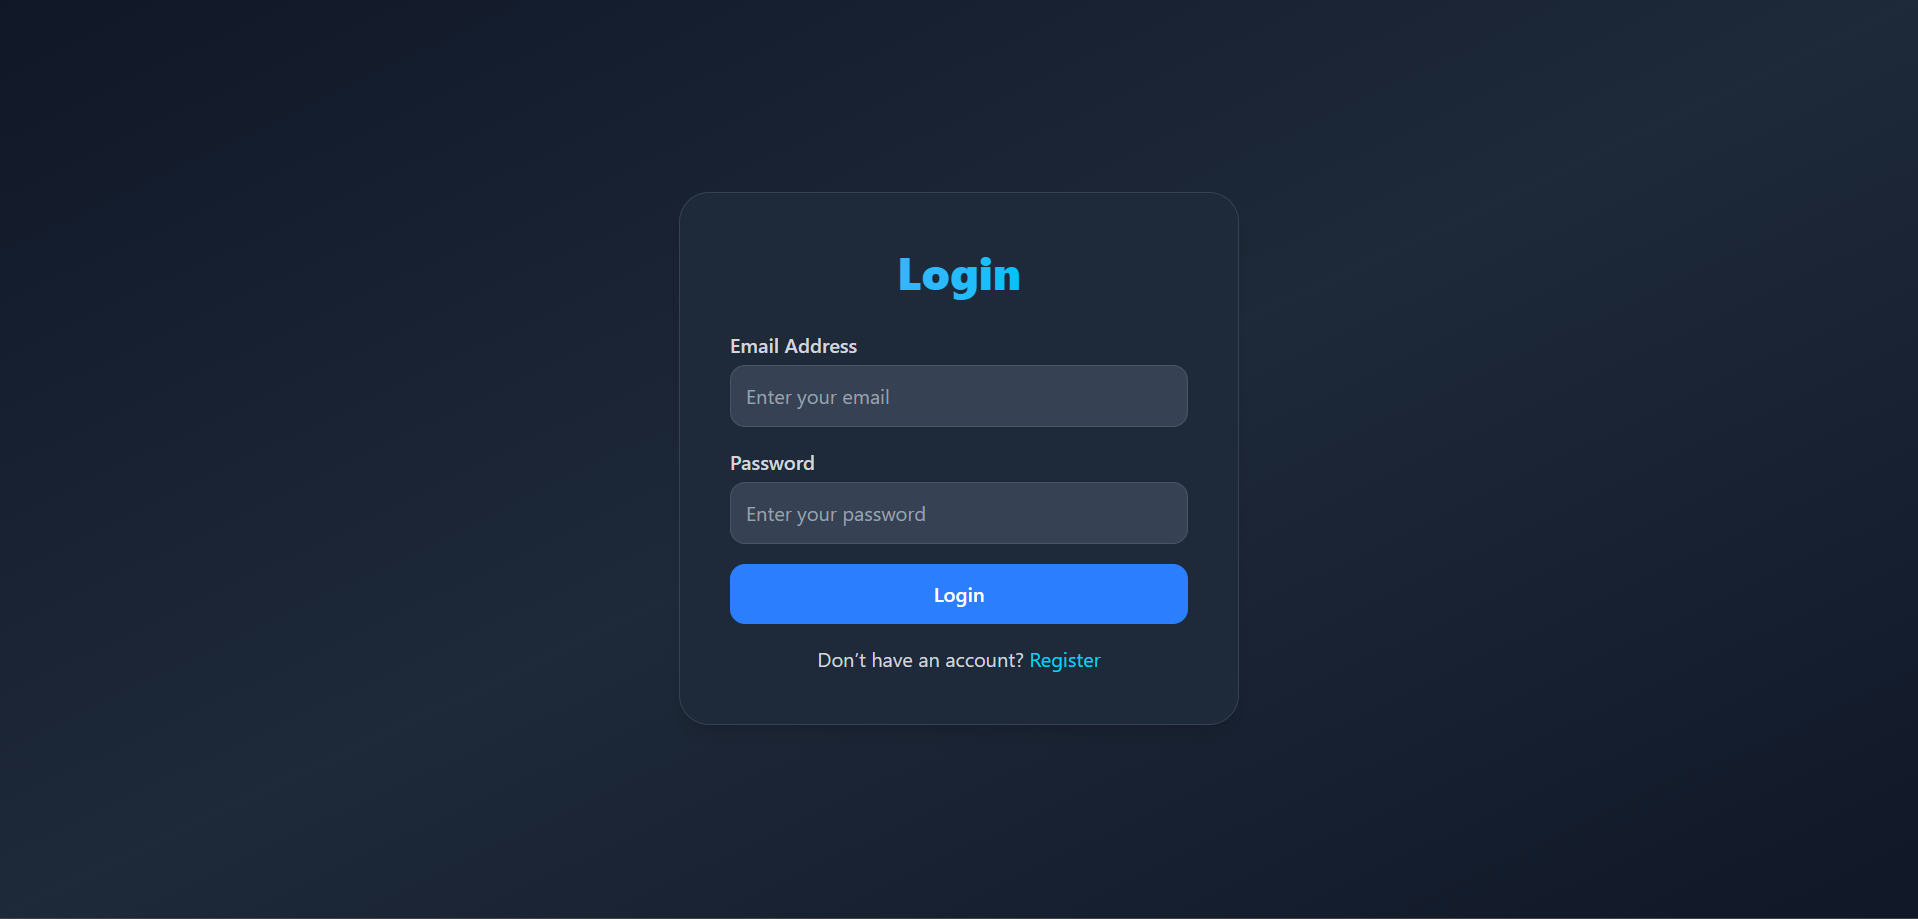 Login
Email Address
Enter your email
Password
Enter your password
Login
Don’t have an account? Register